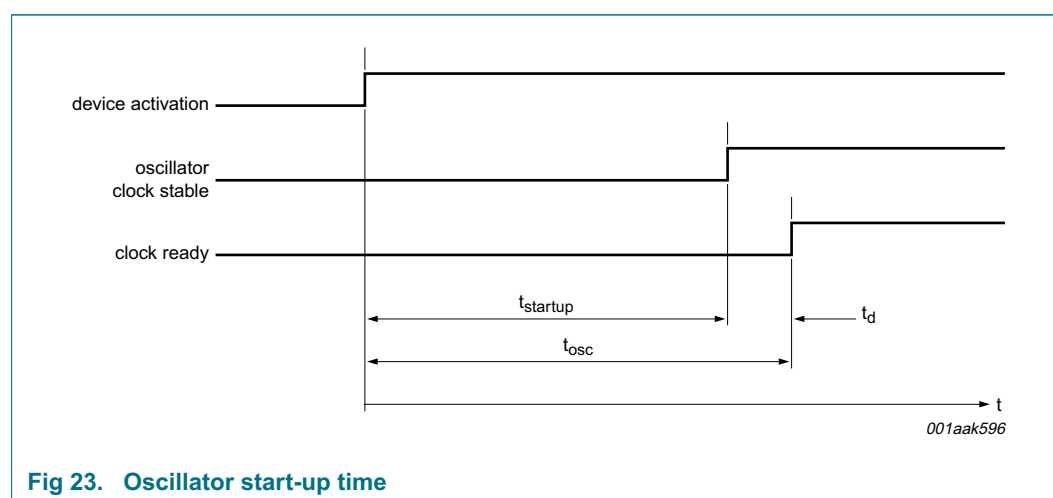 device activation
oscillator
clock stable
clock ready
tstartup
td
tosc
t
001aak596
Fig 23. Oscillator start-up time